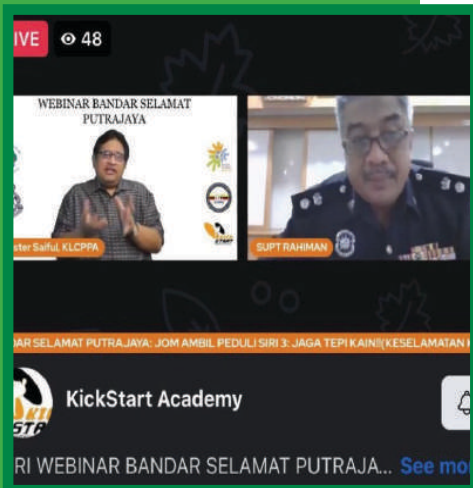 IVE 48
WEBINAR BANDAR SELAMAT
PUTRAJAYA
ster Saiful, KLCPPA
SUPT RAHIMAN
AR SELAMAT PUTRAJAYA: JOM AMBIL PEDULI SIRI 3: JAGA TEPI KAIN!!(KESELAMATAN
KickStart Academy
RI WEBINAR BANDAR SELAMAT PUTRAJA... See mo